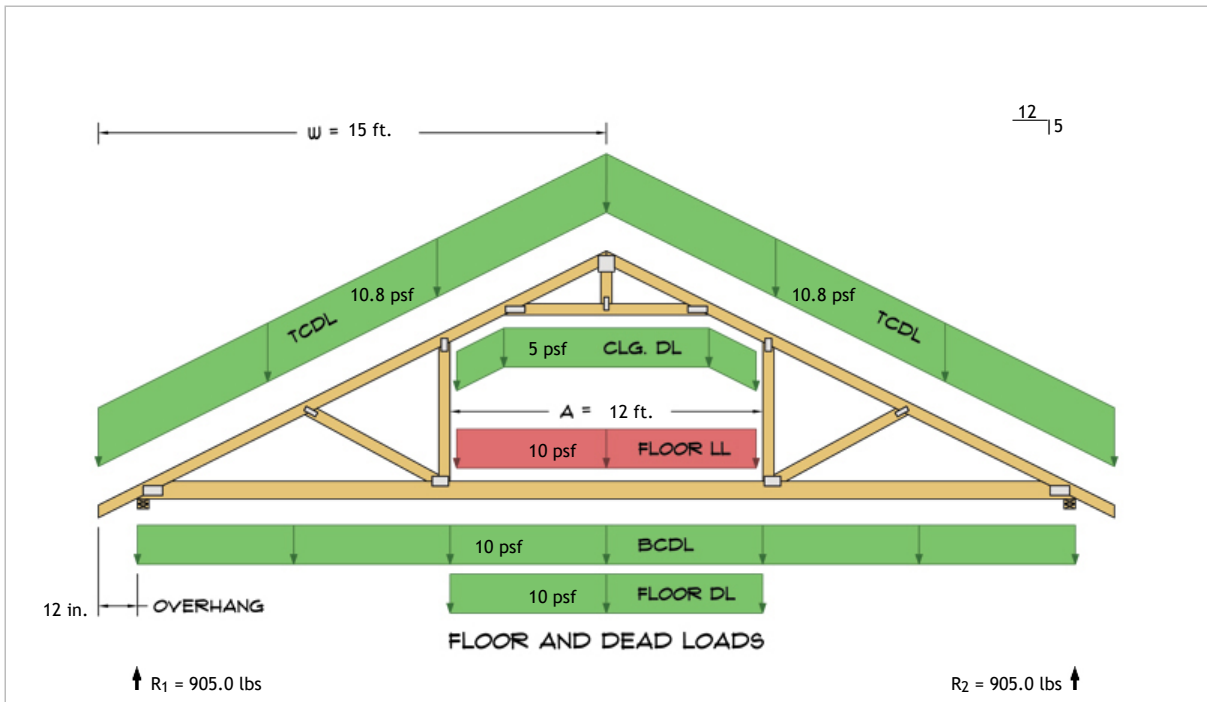 12
5
W = 15 ft.
10.8 psf
10.8 psf
TCDL
TCDL
5 psf CLG. DL
A = 12 ft.
10 psf FLOOR LL
10 psf BCDL
12 in. OVERHANG
10 psf FLOOR DL
FLOOR AND DEAD LOADS
R1 = 905.0 lbs
R2 = 905.0 lbs